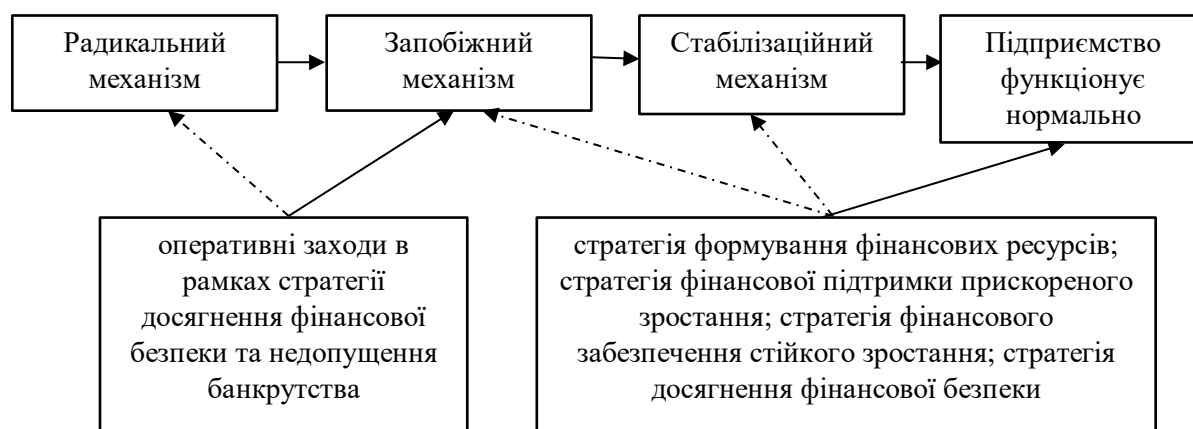 Радикальний
механізм
Запобіжний
механізм
Стабілізаційний
механізм
Підприємство
функціонує
нормально
оперативні заходи в
рамках стратегії
досягнення фінансової
безпеки та недопущення
банкрутства
стратегія формування фінансових ресурсів;
стратегія фінансової підтримки прискореного
зростання; стратегія фінансового
забезпечення стійкого зростання; стратегія
досягнення фінансової безпеки